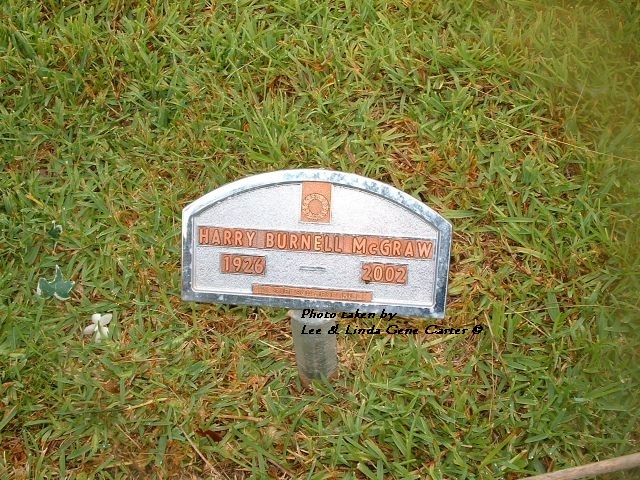 HARRY BURNELL McGRAW
1926 — 2002
Photo taken by
Lee & Linda Gene Carter ©